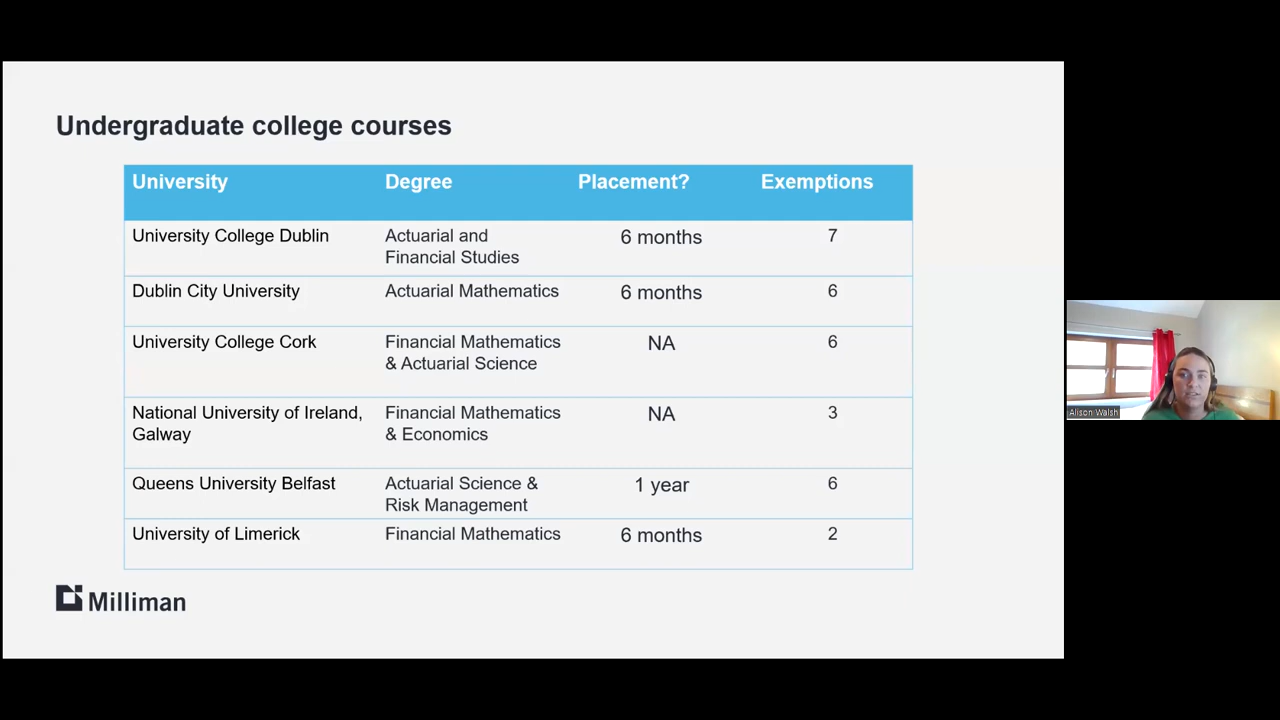 Undergraduate college courses
University Degree Placement? Exemptions
University College Dublin Actuarial and 6 months 7
Financial Studies
Dublin City University Actuarial Mathematics 6 months 6
University College Cork Financial Mathematics NA 6
& Actuarial Science
National University of Ireland, Financial Mathematics NA 3
Galway & Economics
Queens University Belfast Actuarial Science & 1 year 6
Risk Management
University of Limerick Financial Mathematics 6 months 2
Milliman
Alison Walsh